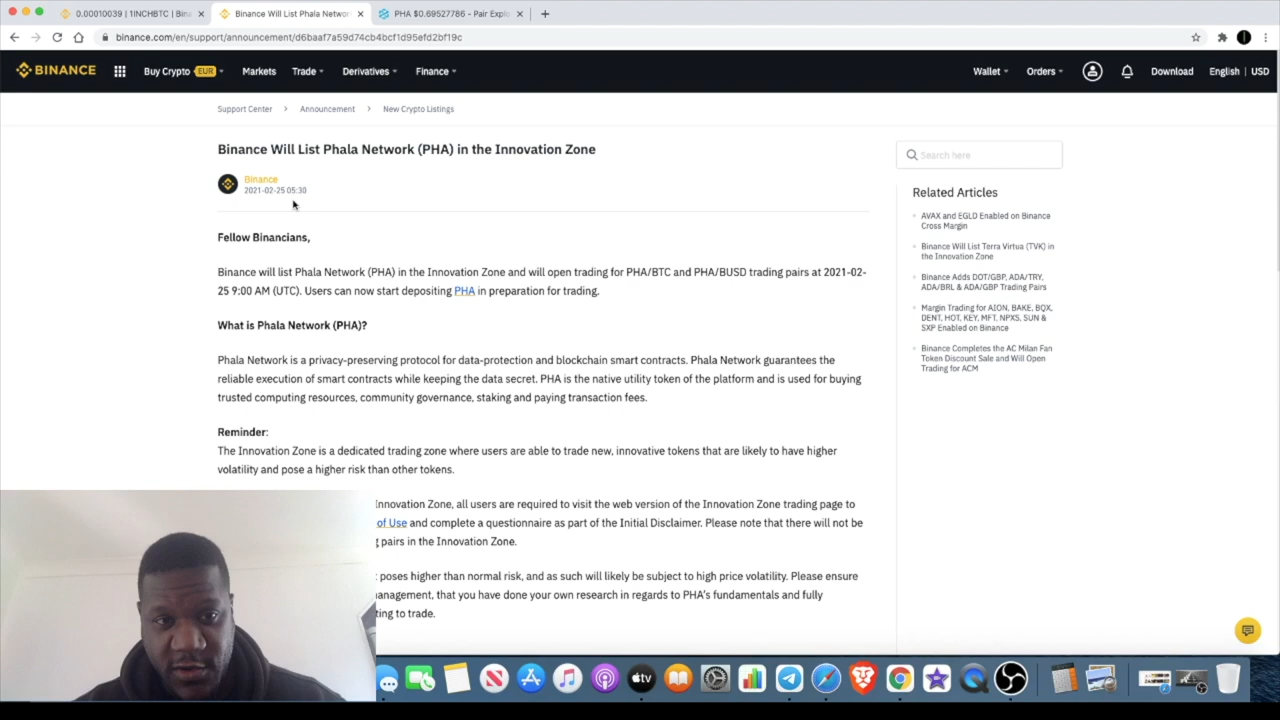 0.00010039 | 1INCHBTC | Bina
Binance Will List Phala Networ
PHA $0.69527786 - Pair Explo
binance.com/en/support/announcement/d6baaf7a59d74cb4bcf1d95efd2bf19c
BINANCE
Buy Crypto EUR
Markets
Trade
Derivatives
Finance
Wallet
Orders
Download
English | USD
Support Center > Announcement > New Crypto Listings
Binance Will List Phala Network (PHA) in the Innovation Zone
Binance
2021-02-25 05:30
Fellow Binancians,
Binance will list Phala Network (PHA) in the Innovation Zone and will open trading for PHA/BTC and PHA/BUSD trading pairs at 2021-02-
25 9:00 AM (UTC). Users can now start depositing PHA in preparation for trading.
What is Phala Network (PHA)?
Phala Network is a privacy-preserving protocol for data-protection and blockchain smart contracts. Phala Network guarantees the
reliable execution of smart contracts while keeping the data secret. PHA is the native utility token of the platform and is used for buying
trusted computing resources, community governance, staking and paying transaction fees.
Reminder:
The Innovation Zone is a dedicated trading zone where users are able to trade new, innovative tokens that are likely to have higher
volatility and pose a higher risk than other tokens.
Innovation Zone, all users are required to visit the web version of the Innovation Zone trading page to
of Use and complete a questionnaire as part of the Initial Disclaimer. Please note that there will not be
pairs in the Innovation Zone.
poses higher than normal risk, and as such will likely be subject to high price volatility. Please ensure
anagement, that you have done your own research in regards to PHA's fundamentals and fully
ting to trade.
Search here
Related Articles
AVAX and EGLD Enabled on Binance
Cross Margin
Binance Will List Terra Virtua (TVK) in
the Innovation Zone
Binance Adds DOT/GBP, ADA/TRY,
ADA/BRL & ADA/GBP Trading Pairs
Margin Trading for AION, BAKE, BQX,
DENT, HOT, KEY, MFT, NPXS, SUN &
SXP Enabled on Binance
Binance Completes the AC Milan Fan
Token Discount Sale and Will Open
Trading for ACM
tv